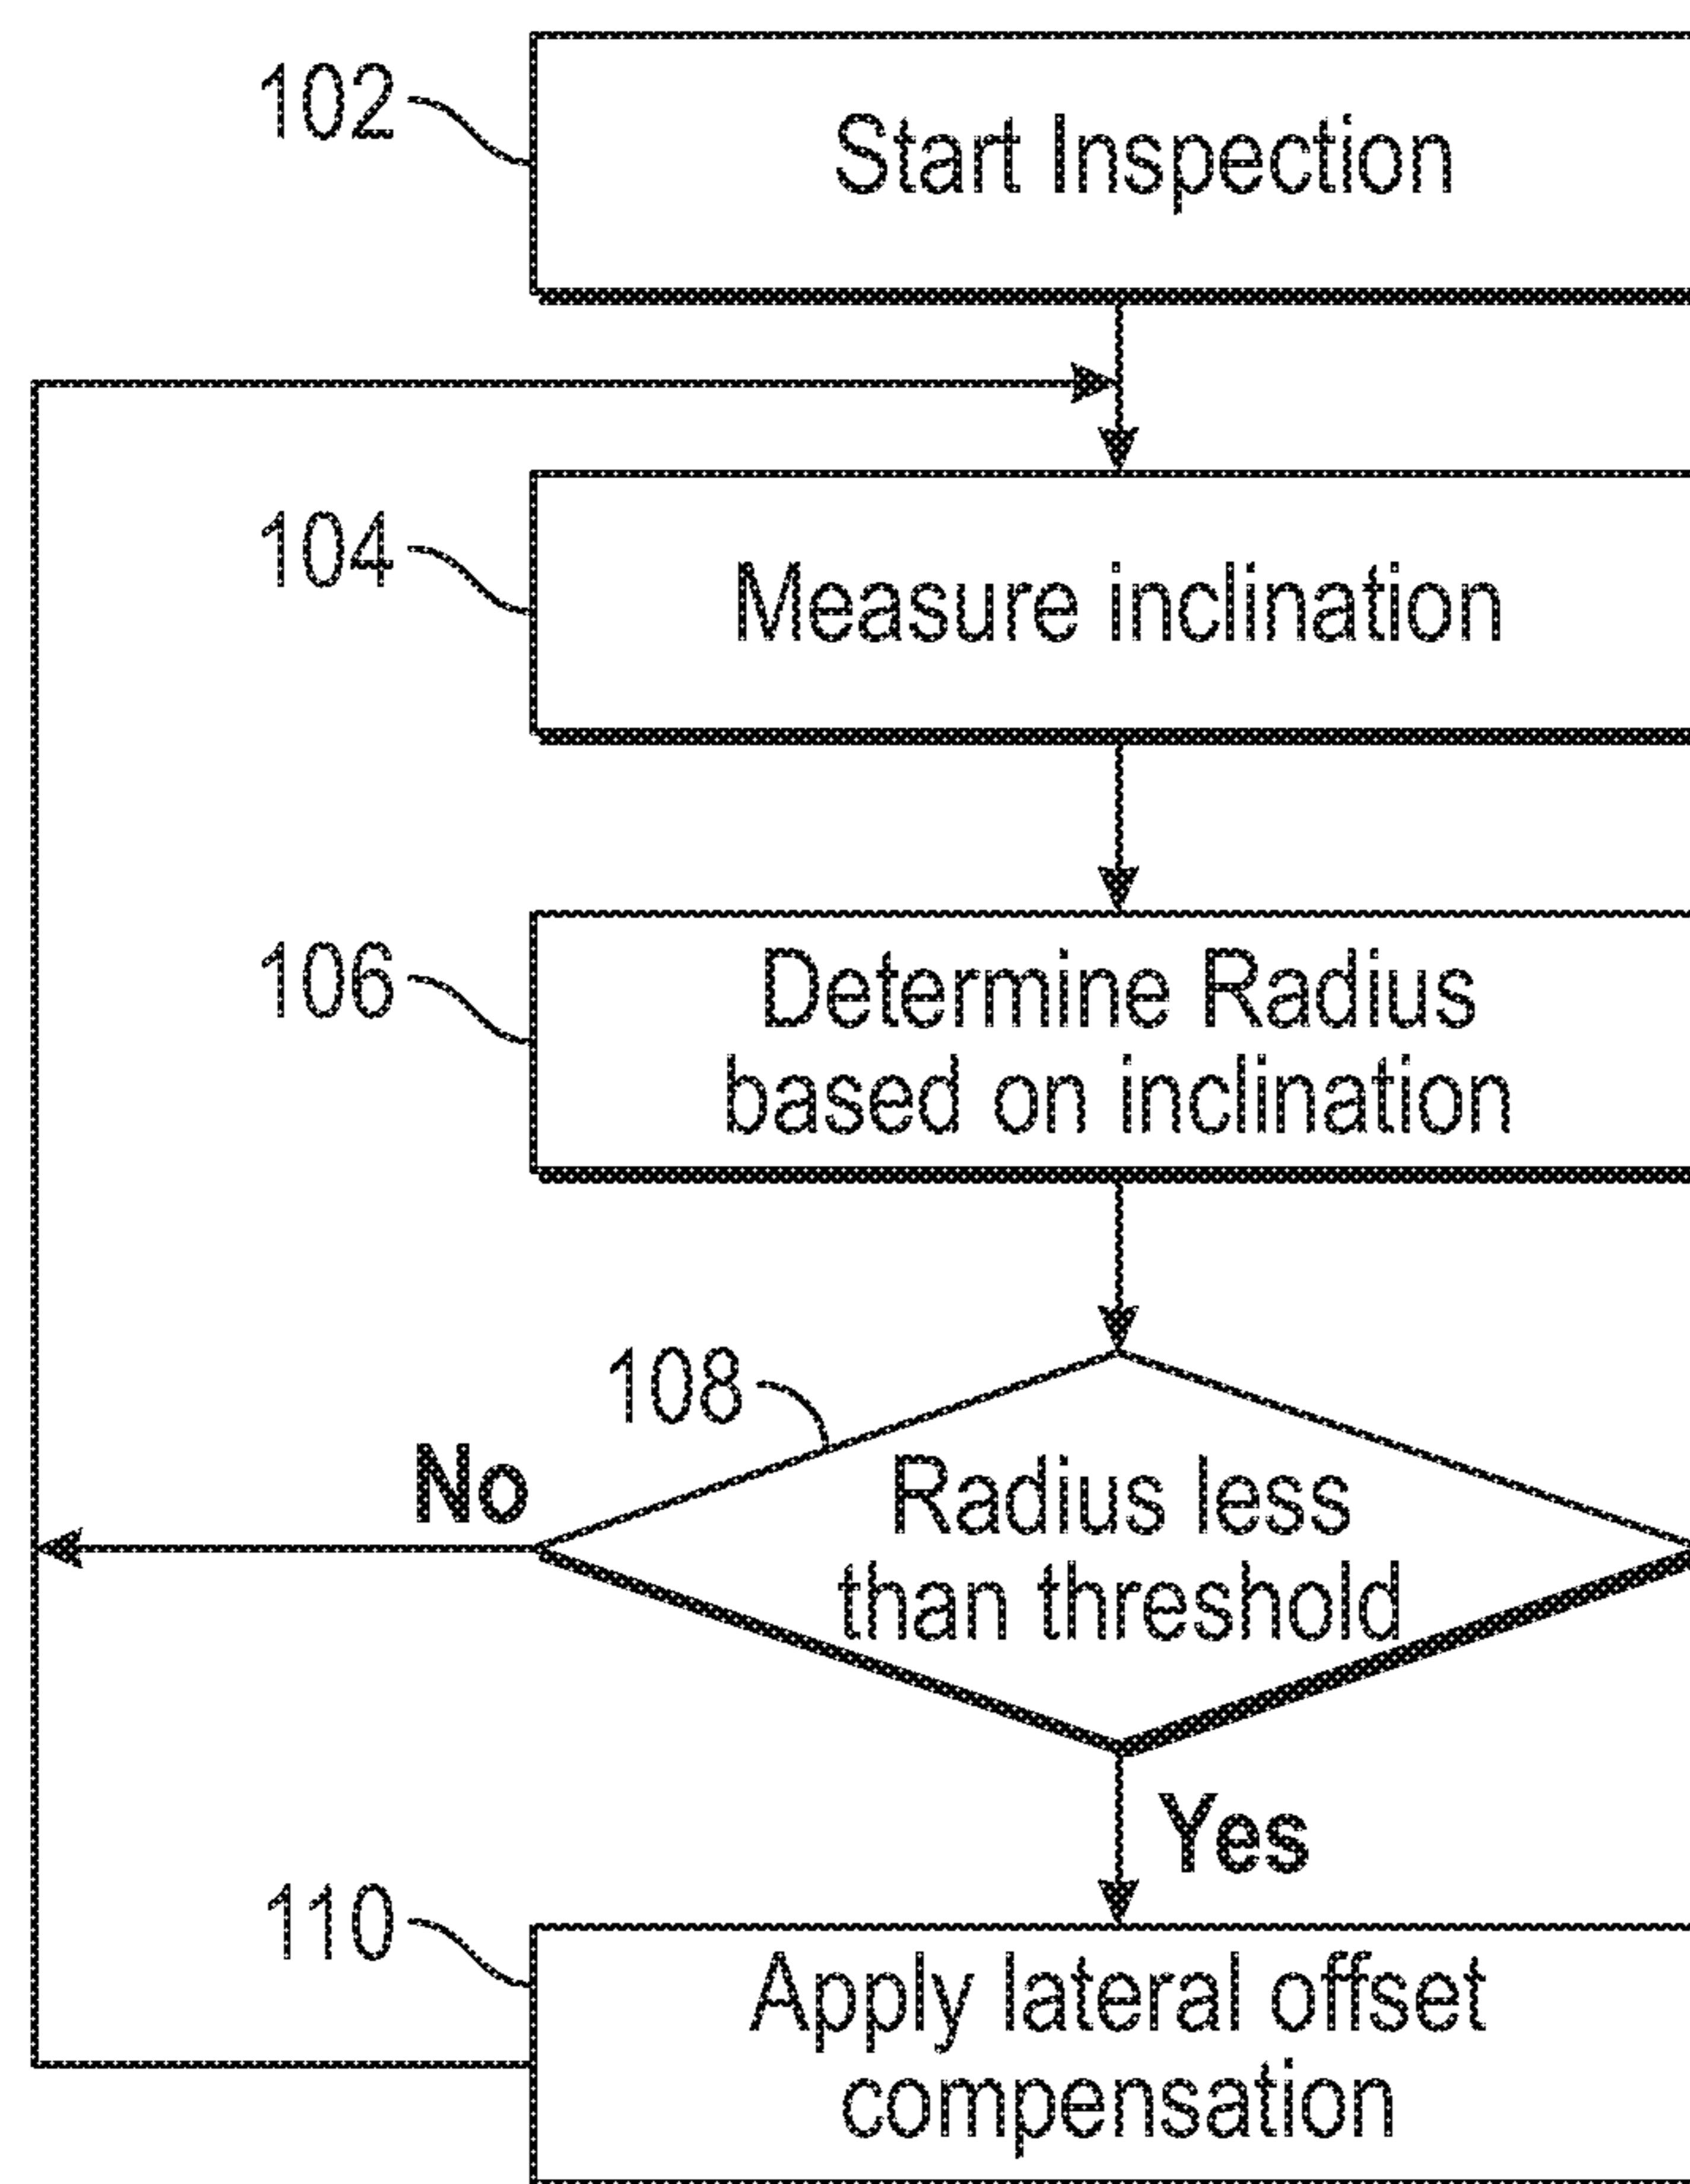 102
Start Inspection
104
Measure inclination
106
Determine Radius
based on inclination
108
No
Radius less
than threshold
Yes
110
Apply lateral offset
compensation